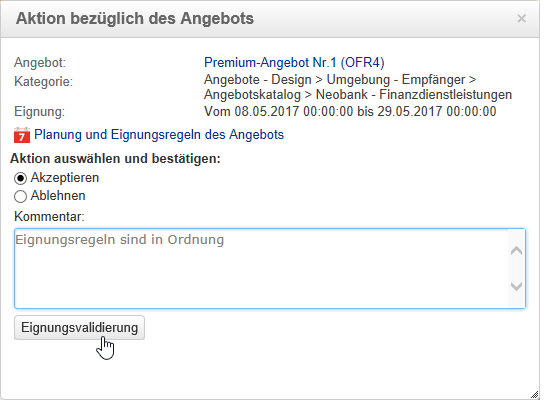 Aktion bezüglich des Angebots
×
Angebot: Premium-Angebot Nr.1 (OFR4)
Kategorie: Angebote - Design > Umgebung - Empfänger >
Angebotskatalog > Neobank - Finanzdienstleistungen
Eignung: Vom 08.05.2017 00:00:00 bis 29.05.2017 00:00:00
7 Planung und Eignungsregeln des Angebots
Aktion auswählen und bestätigen:
Akzeptieren
Ablehnen
Kommentar:
Eignungsregeln sind in Ordnung
Eignungsvalidierung